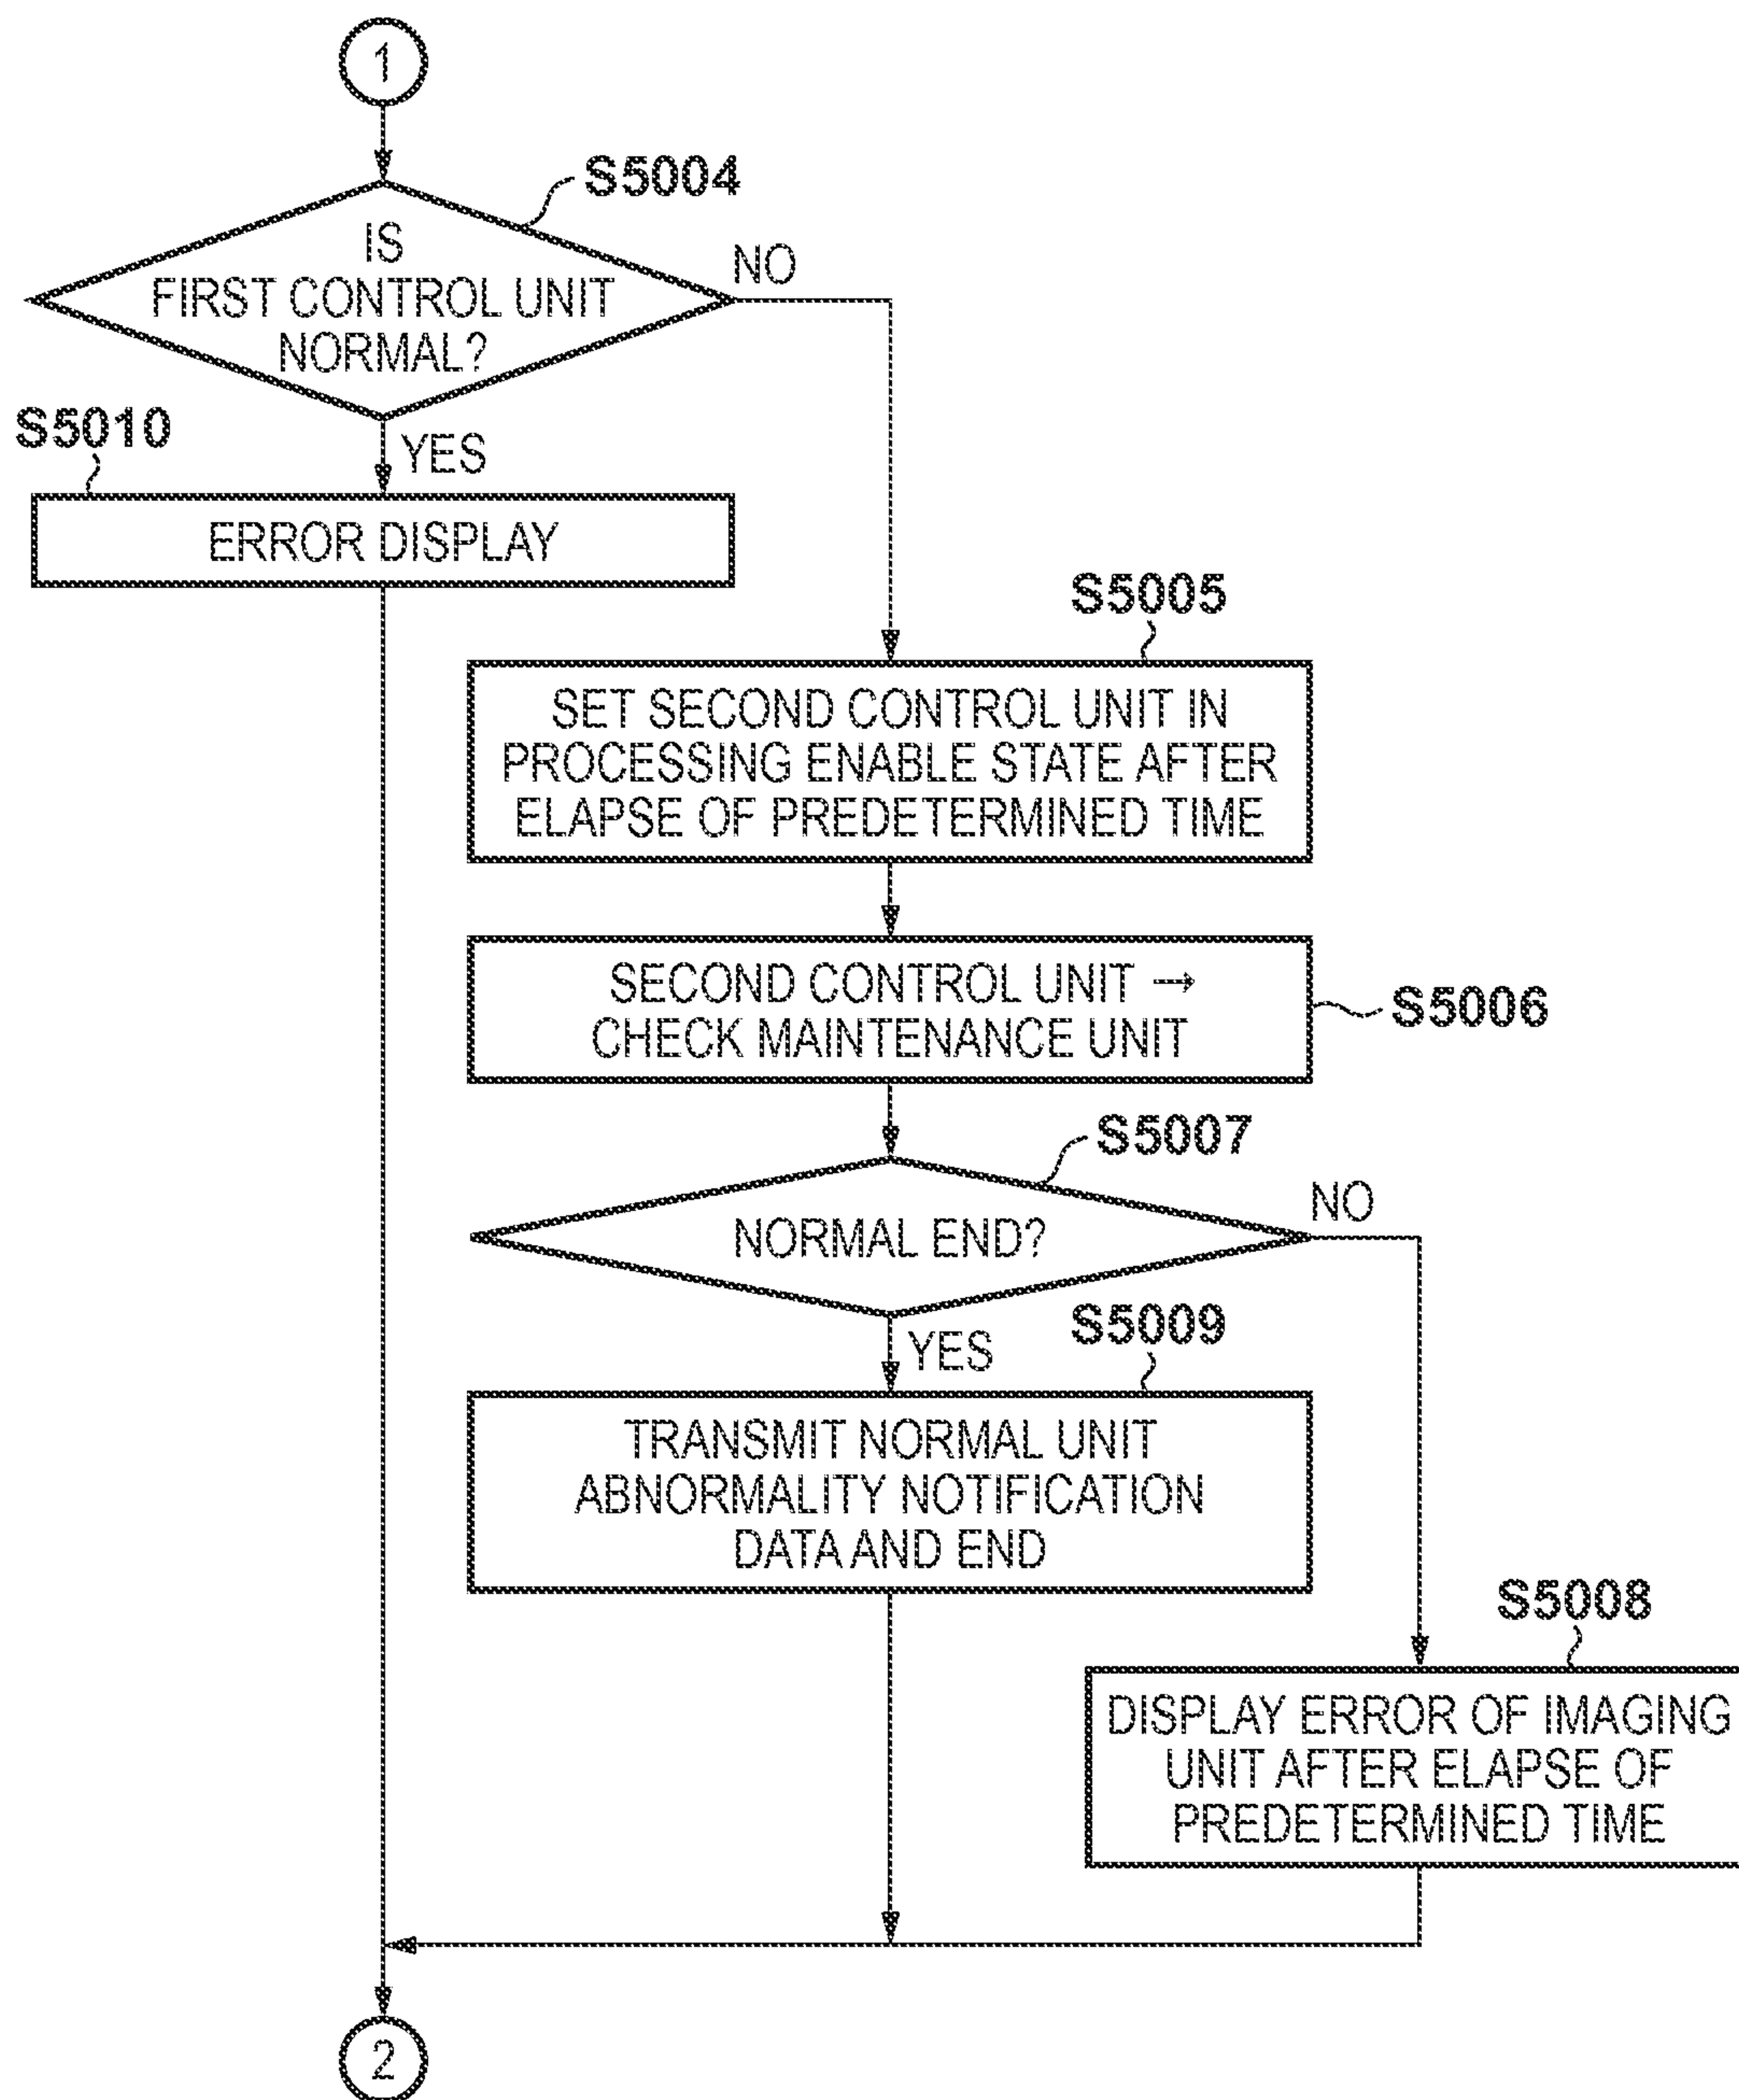 1
S5004
IS
FIRST CONTROL UNIT
NORMAL?
NO
S5010
YES
ERROR DISPLAY
S5005
SET SECOND CONTROL UNIT IN
PROCESSING ENABLE STATE AFTER
ELAPSE OF PREDETERMINED TIME
SECOND CONTROL UNIT →
CHECK MAINTENANCE UNIT
S5006
S5007
NORMAL END?
NO
YES
S5009
TRANSMIT NORMAL UNIT
ABNORMALITY NOTIFICATION
DATA AND END
S5008
DISPLAY ERROR OF IMAGING
UNIT AFTER ELAPSE OF
PREDETERMINED TIME
2